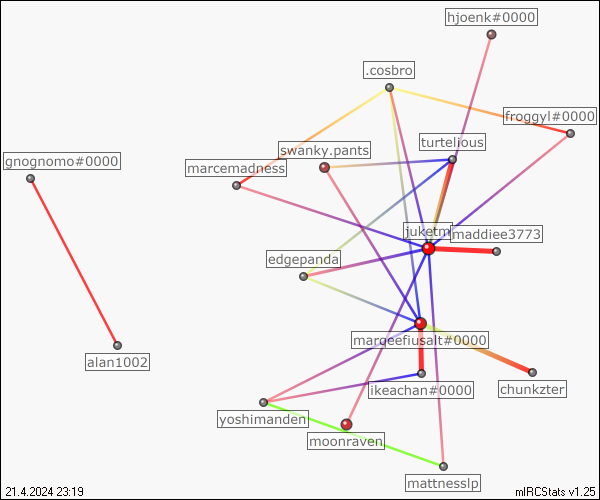 hjoenk#0000
.cosbro
froggyl#0000
turtelious
swanky.pants
gnognomo#0000
marcemadness
juketm
maddiee3773
edgepanda
marqeefiusalt#0000
alan1002
ikeachan#0000
chunkzter
yoshimanden
moonraven
mattnesslp
21.4.2024 23:19
mIRCStats v1.25